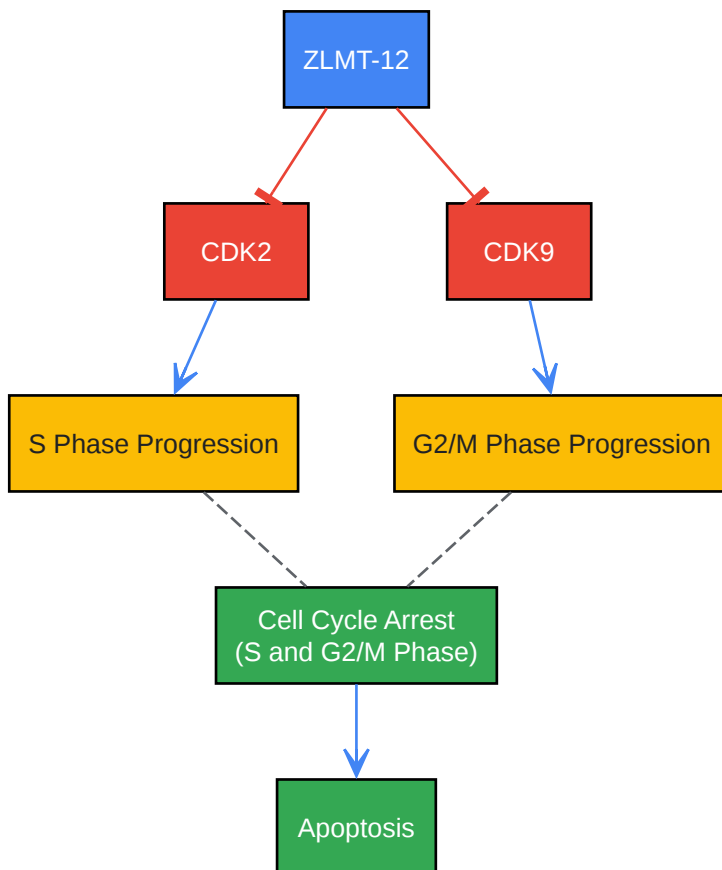 ZLMT-12
CDK2
CDK9
S Phase Progression
G2/M Phase Progression
Cell Cycle Arrest
(S and G2/M Phase)
Apoptosis